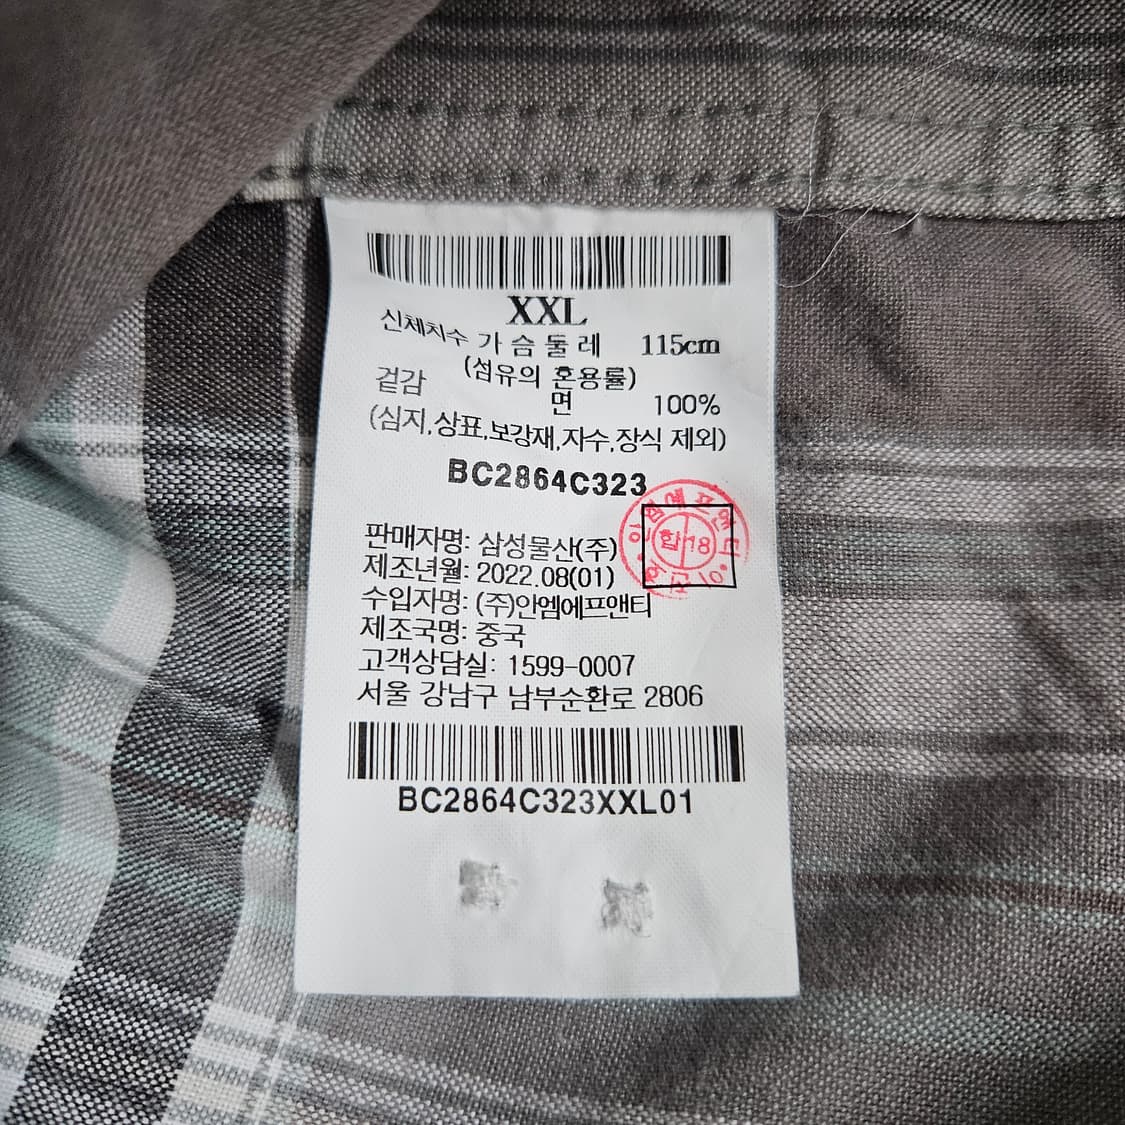 XXL
신체치수 가슴둘레 115cm
(섬유의 혼용률)
겉감 면 100%
(심지,상표,보강재,자수,장식 제외)
BC2864C323
판매자명: 삼성물산(주)
제조년월: 2022.08(01)
수입자명: (주)안엠에프앤티
제조국명: 중국
고객상담실: 1599-0007
서울 강남구 남부순환로 2806
합18
BC2864C323XXL01